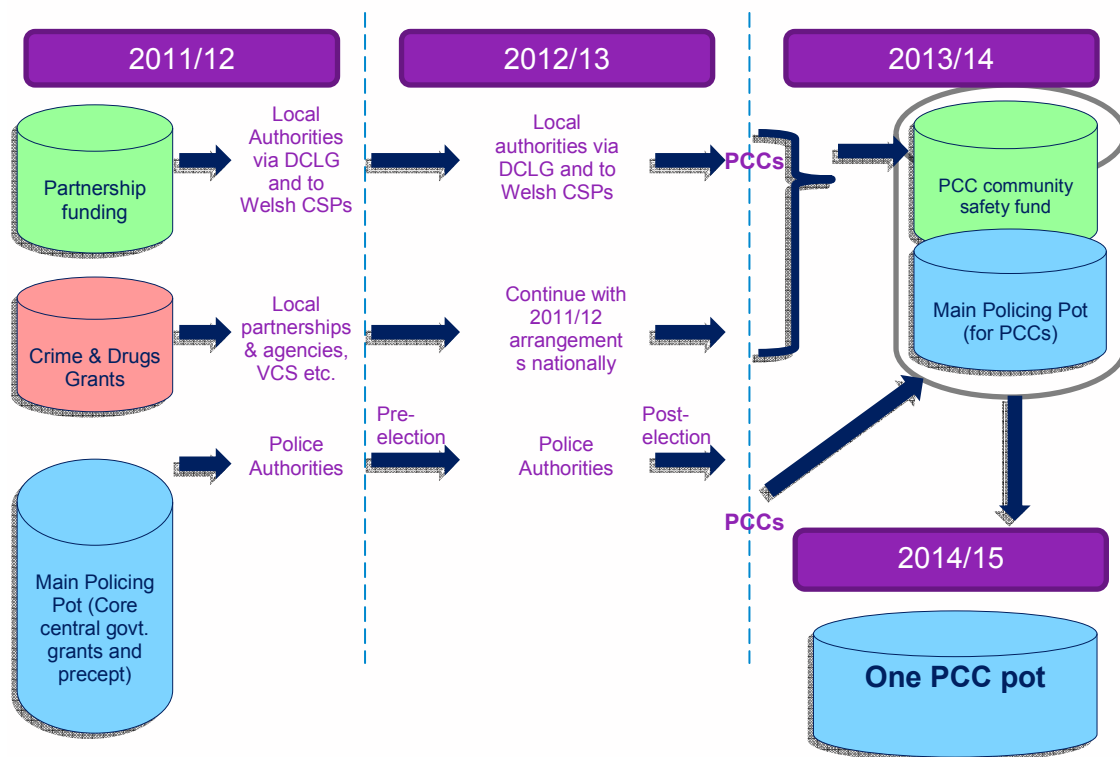 2011/12
2012/13
2013/14
Partnership
funding
Local
Authorities
via DCLG
and to
Welsh CSPs
Local
authorities via
DCLG and to
Welsh CSPs
PCCs
PCC community
safety fund
Crime & Drugs
Grants
Local
partnerships
& agencies,
VCS etc.
Continue with
2011/12
arrangement
s nationally
Main Policing Pot
(for PCCs)
Main Policing
Pot (Core
central govt.
grants and
precept)
Police
Authorities
Pre-
election
Police
Authorities
Post-
election
PCCs
2014/15
One PCC pot